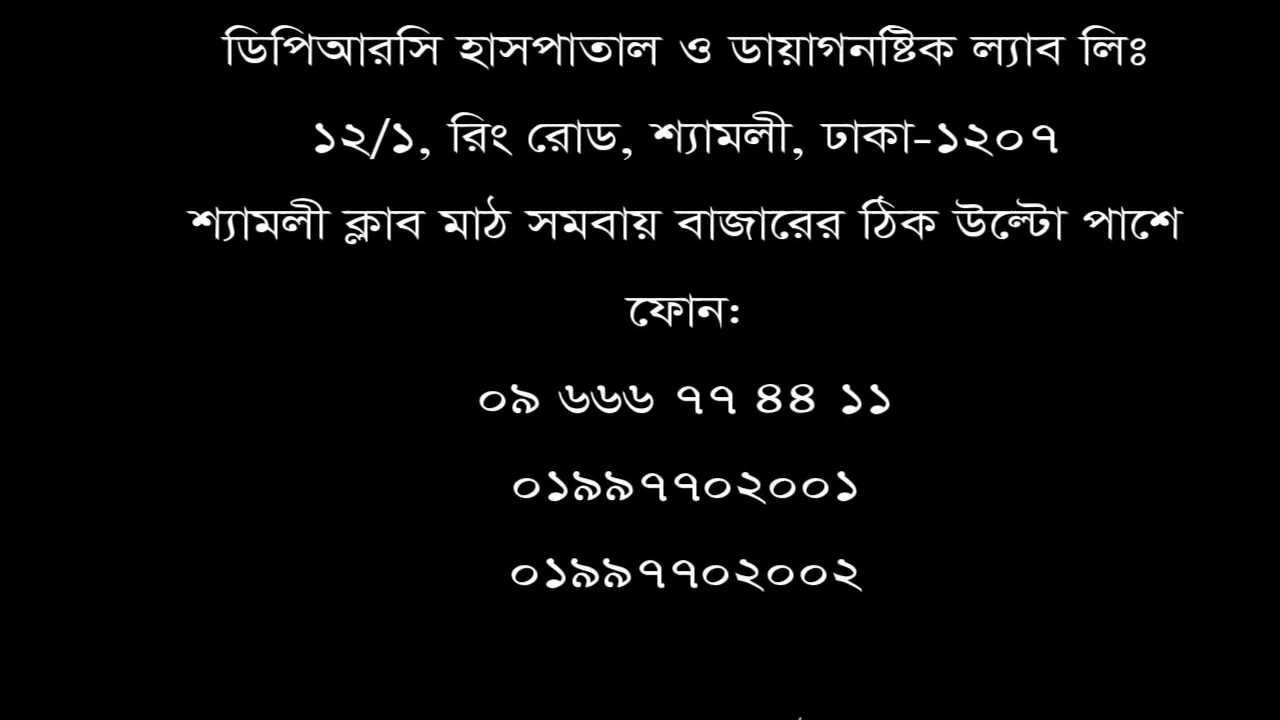 ডিপিআরসি হাসপাতাল ও ডায়াগনষ্টিক ল্যাব লিঃ
১২/১, রিং রোড, শ্যামলী, ঢাকা-১২০৭
শ্যামলী ক্লাব মাঠ সমবায় বাজারের ঠিক উল্টো পাশে
ফোন:
০৯ ৬৬৬ ৭৭ ৪৪ ১১
০১৯৯৭৭০২০০১
০১৯৯৭৭০২০০২